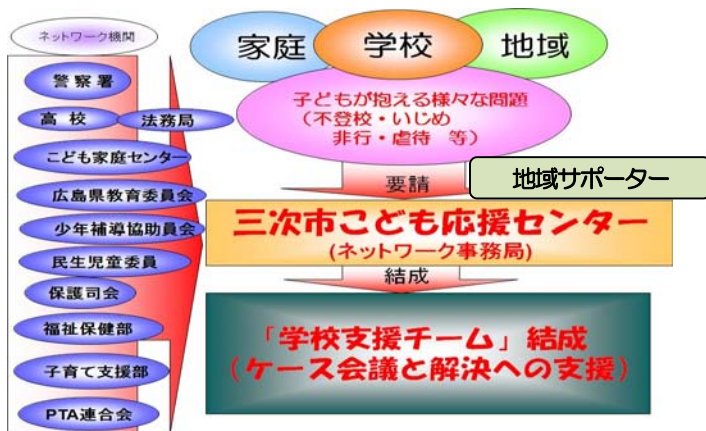 ネットワーク機関
警察署
高校
法務局
こども家庭センター
広島県教育委員会
少年補導協助員会
民生児童委員
保護司会
福祉保健部
子育て支援部
PTA連合会
家庭
学校
地域
子どもが抱える様々な問題
(不登校・いじめ
非行・虐待 等)
要請
地域サポーター
三次市こども応援センター
(ネットワーク事務局)
結成
「学校支援チーム」結成
(ケース会議と解決への支援)